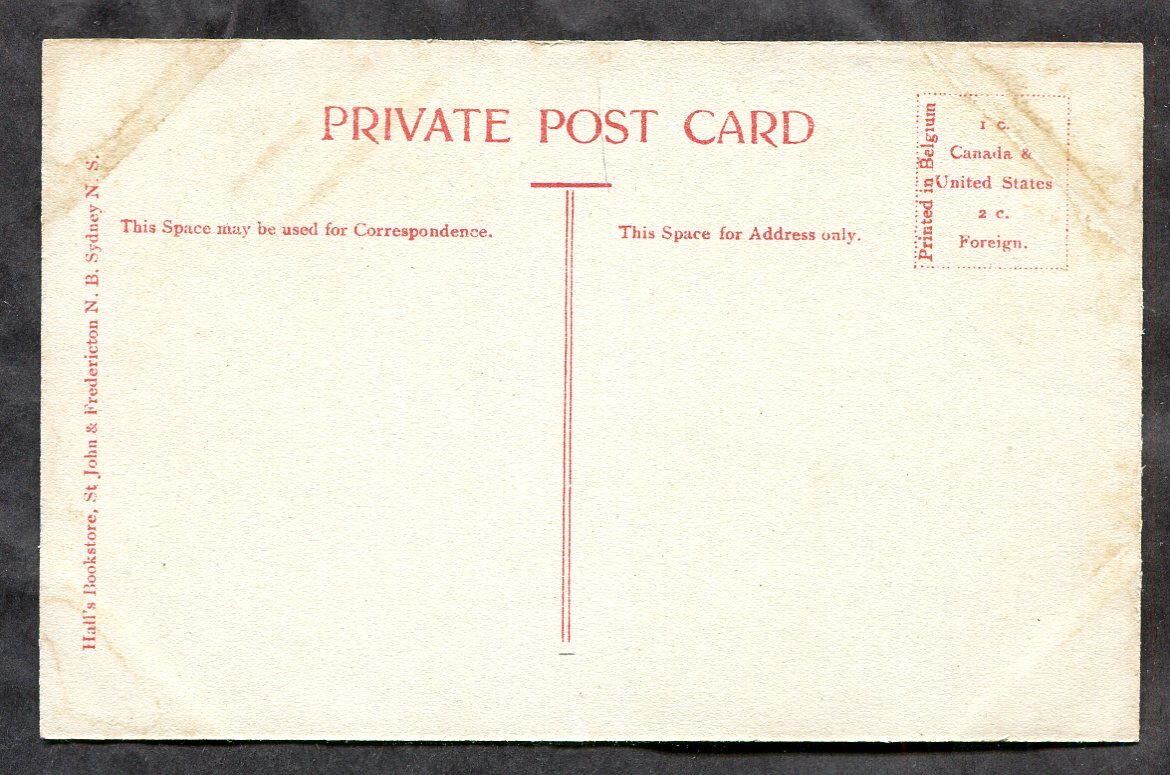 PRIVATE POST CARD
Printed in Belgium
1 c.
Canada &
United States
2 c.
Foreign.
This Space may be used for Correspondence.
This Space for Address only.
Hall's Bookstore, St John & Fredericton N. B. Sydney N. S.